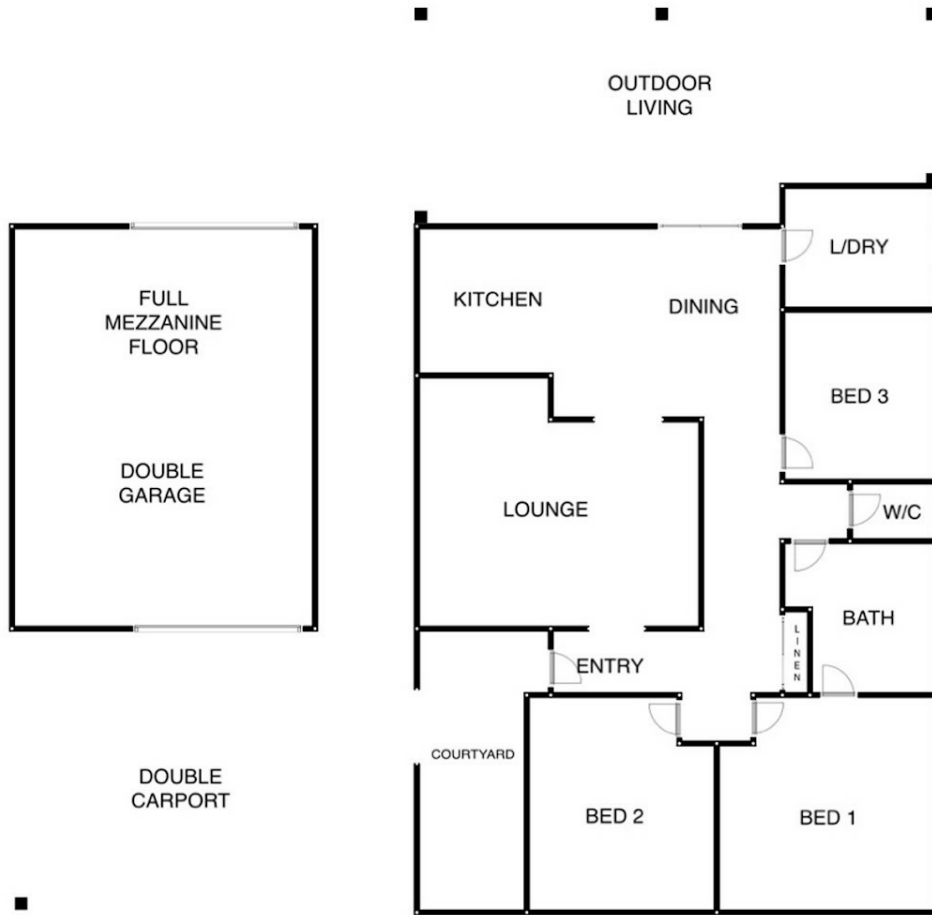 OUTDOOR
LIVING
L/DRY
FULL
MEZZANINE
FLOOR
KITCHEN
DINING
BED 3
DOUBLE
GARAGE
LOUNGE
W/C
BATH
LINEN
ENTRY
COURTYARD
DOUBLE
CARPORT
BED 2
BED 1